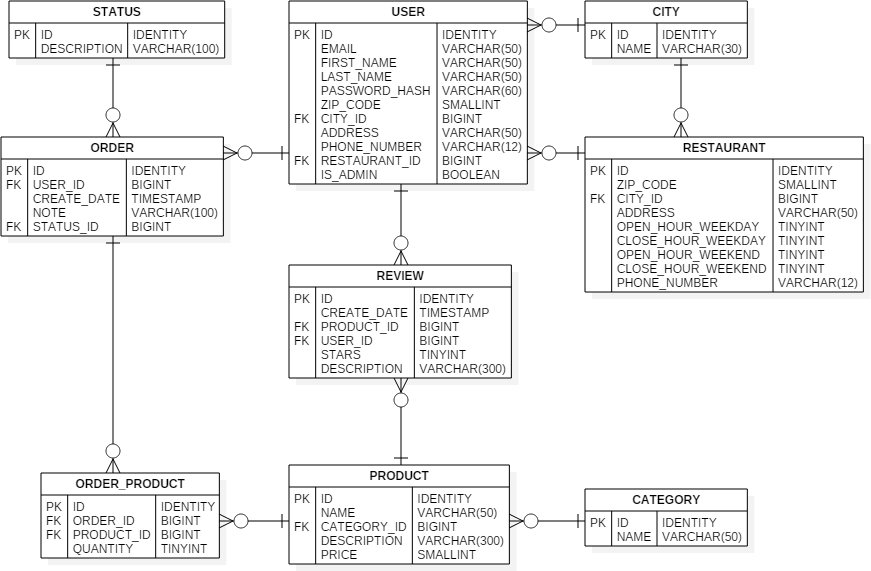 STATUS
PK ID IDENTITY
DESCRIPTION VARCHAR(100)
USER
PK ID IDENTITY
EMAIL VARCHAR(50)
FIRST_NAME VARCHAR(50)
LAST_NAME VARCHAR(50)
PASSWORD_HASH VARCHAR(60)
ZIP_CODE SMALLINT
FK CITY_ID BIGINT
ADDRESS VARCHAR(50)
PHONE_NUMBER VARCHAR(12)
FK RESTAURANT_ID BIGINT
IS_ADMIN BOOLEAN
CITY
PK ID IDENTITY
NAME VARCHAR(30)
ORDER
PK ID IDENTITY
FK USER_ID BIGINT
CREATE_DATE TIMESTAMP
NOTE VARCHAR(100)
FK STATUS_ID BIGINT
RESTAURANT
PK ID IDENTITY
ZIP_CODE SMALLINT
FK CITY_ID BIGINT
ADDRESS VARCHAR(50)
OPEN_HOUR_WEEKDAY TINYINT
CLOSE_HOUR_WEEKDAY TINYINT
OPEN_HOUR_WEEKEND TINYINT
CLOSE_HOUR_WEEKEND TINYINT
PHONE_NUMBER VARCHAR(12)
REVIEW
PK ID IDENTITY
CREATE_DATE TIMESTAMP
FK PRODUCT_ID BIGINT
FK USER_ID BIGINT
STARS TINYINT
DESCRIPTION VARCHAR(300)
ORDER_PRODUCT
PK ID IDENTITY
FK ORDER_ID BIGINT
FK PRODUCT_ID BIGINT
QUANTITY TINYINT
PRODUCT
PK ID IDENTITY
NAME VARCHAR(50)
FK CATEGORY_ID BIGINT
DESCRIPTION VARCHAR(300)
PRICE SMALLINT
CATEGORY
PK ID IDENTITY
NAME VARCHAR(50)